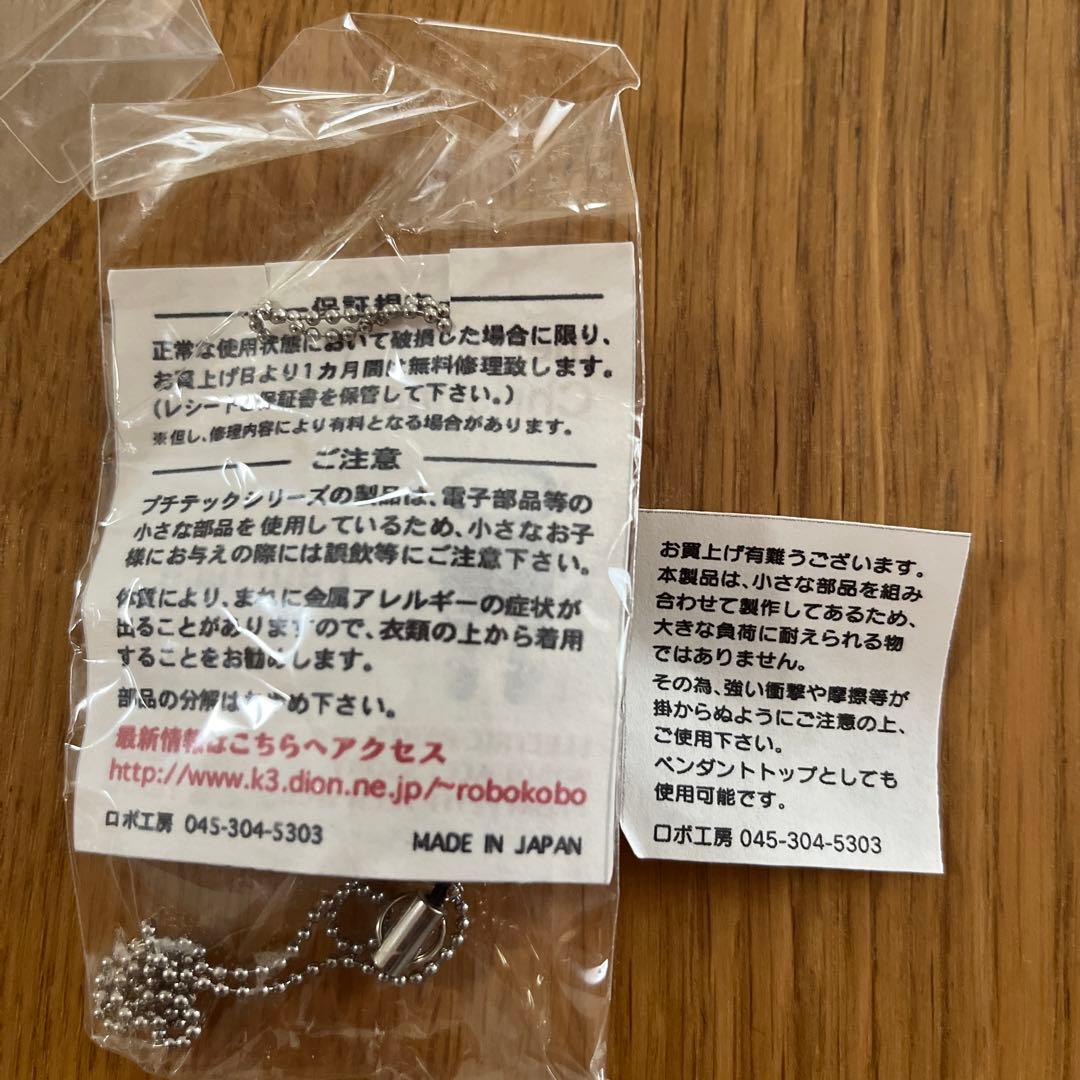 保証規定
正常な使用状態において破損した場合に限り、
お買上げ日より1カ月間は無料修理致します。
(レシートと保証書を保管して下さい。)
※但し、修理内容により有料となる場合があります。
ご注意
プチテックシリーズの製品は、電子部品等の
小さな部品を使用しているため、小さなお子
様にお与えの際には誤飲等にご注意下さい。
体質により、まれに金属アレルギーの症状が
出ることがありますので、衣類の上から着用
することをお勧めします。
部品の分解はおやめ下さい。
最新情報はこちらへアクセス
http://www.k3.dion.ne.jp/~robokobo
ロボ工房 045-304-5303
MADE IN JAPAN
お買上げ有難うございます。
本製品は、小さな部品を組み
合わせて製作してあるため、
大きな負荷に耐えられる物
ではありません。
その為、強い衝撃や摩擦等が
掛からぬようにご注意の上、
ご使用下さい。
ペンダントトップとしても
使用可能です。
ロボ工房 045-304-5303